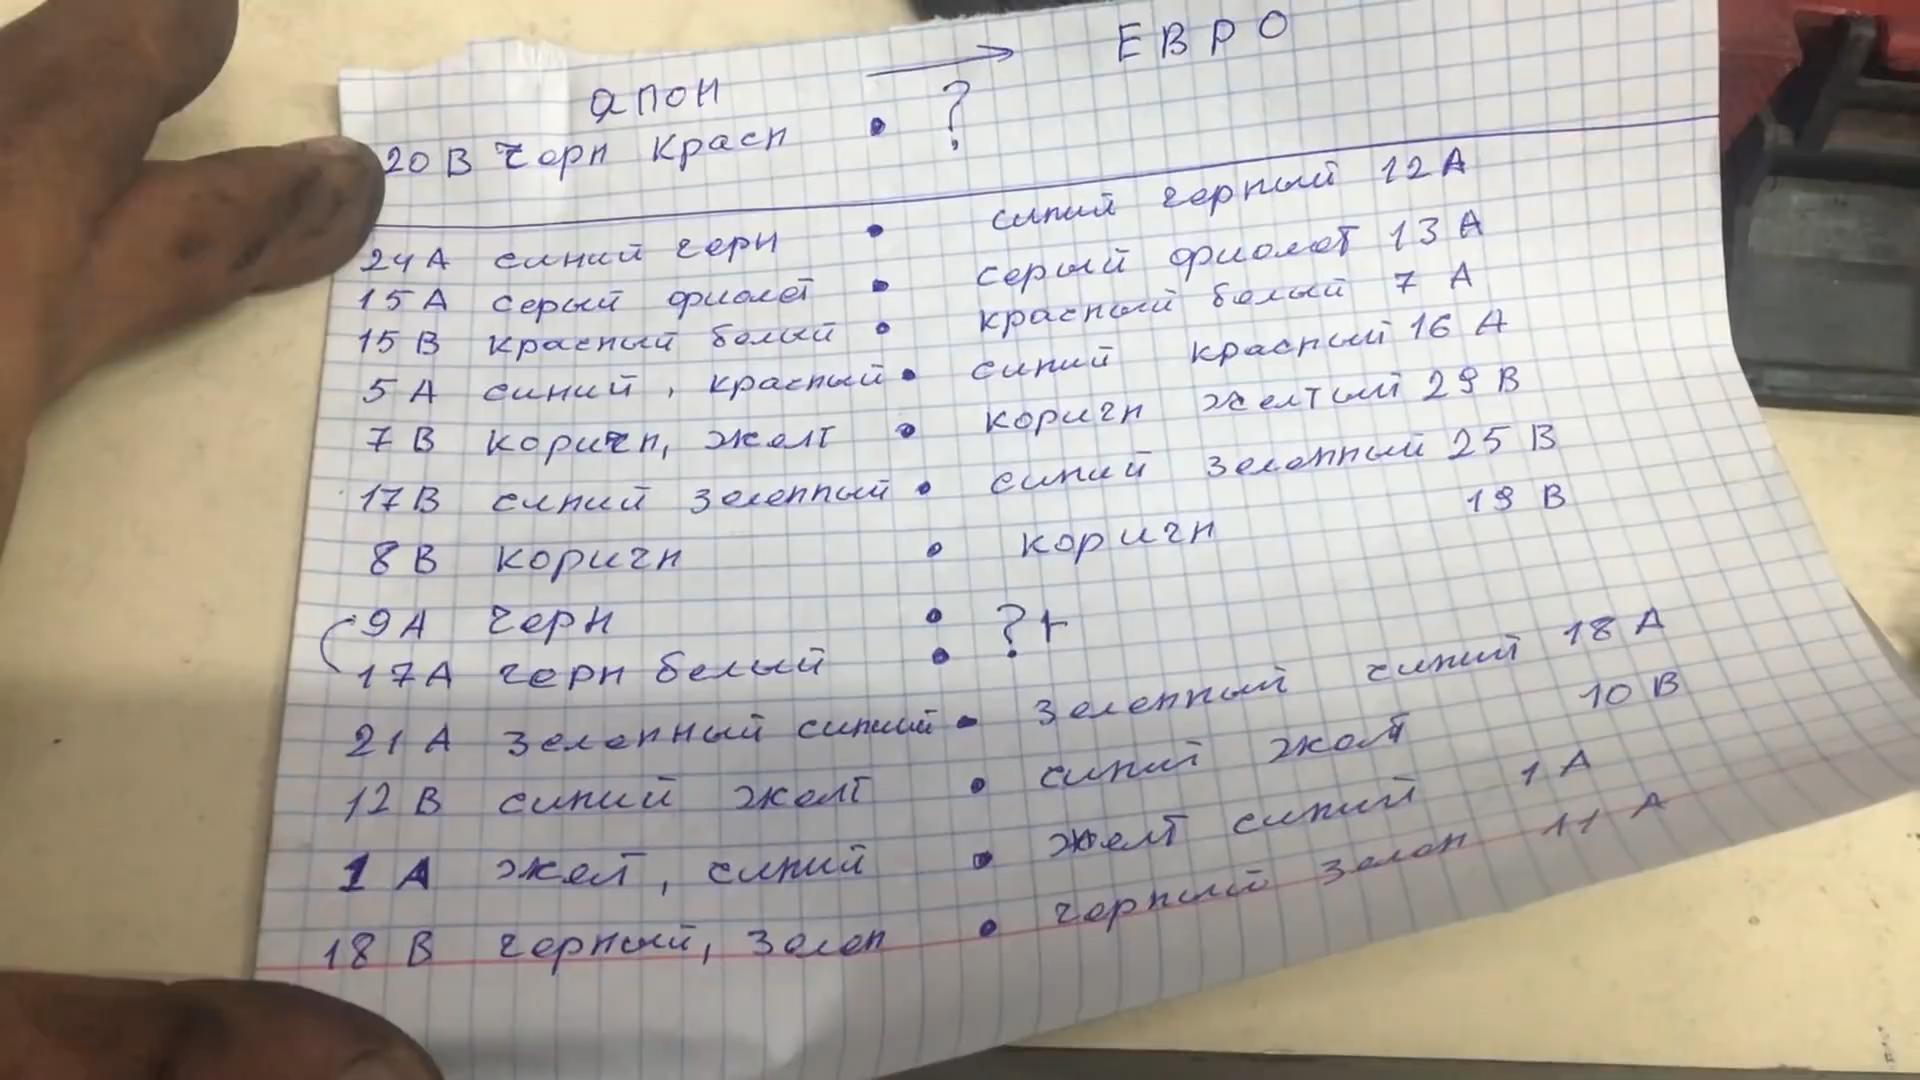 япон → ЕВРО
20 В черн красн • ?
24 А синий черн • синий черный 12 А
15 А серый фиолет • серый фиолет 13 А
15 В красный белый • красный белый 7 А
5 А синий, красный • синий красный 16 А
7 В коричн, желт • коричн желтый 29 В
17 В синий зеленный • синий зеленный 25 В
8 В коричн • коричн 19 В
9 А черн • ?+
17 А черн белый •
21 А зеленный синий • зеленный синий 18 А
12 В синий желт • синий желт 10 В
1 А желт, синий • желт синий 1 А
18 В черный, зелен • черный зелен 11 А